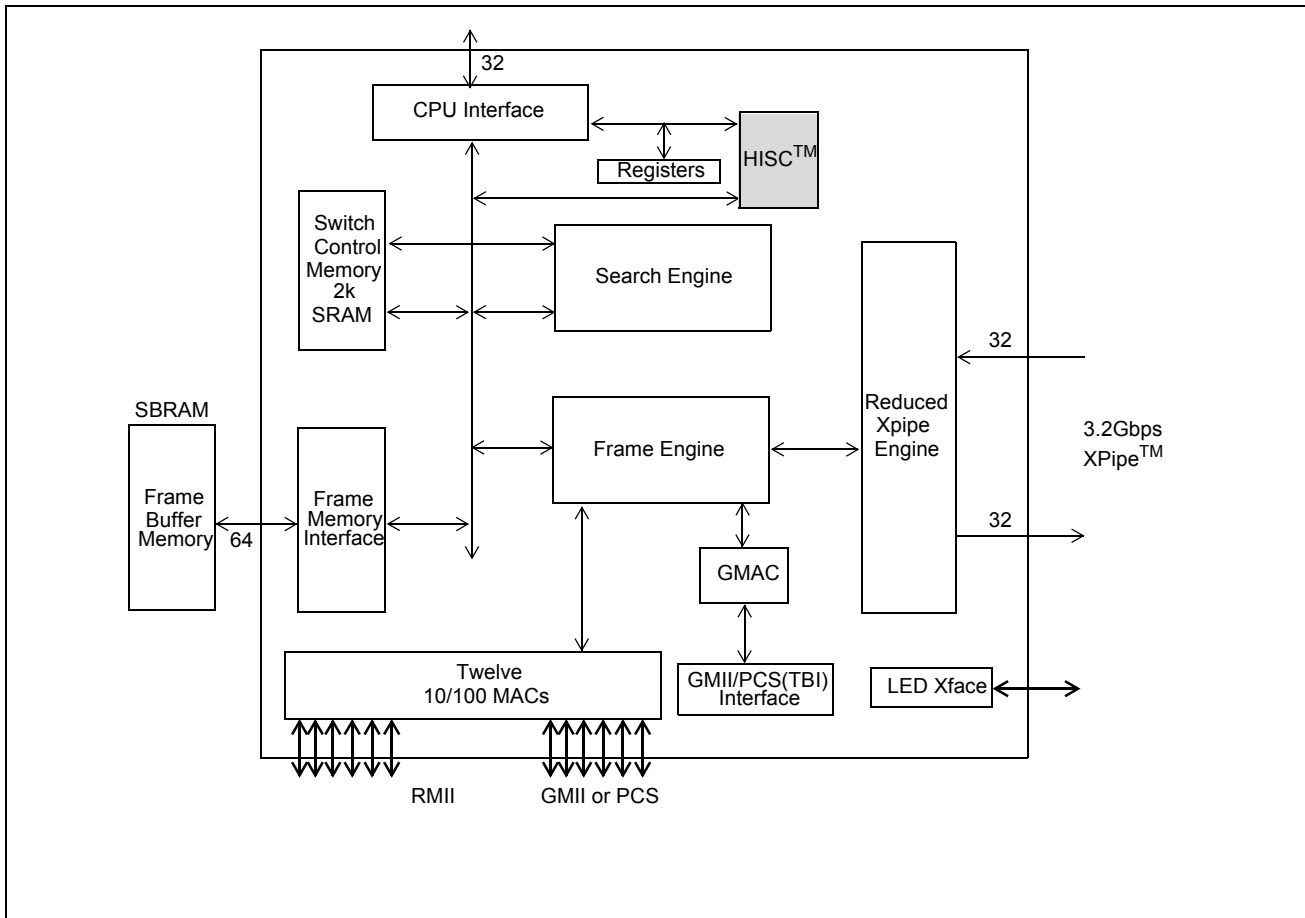 32
CPU Interface
HISC™
Registers
Switch
Control
Memory
2k
SRAM
Search Engine
32
SBRAM
Reduced
Xpipe
Engine
3.2Gbps
XPipe™
Frame Engine
Frame
Buffer
Memory
64
Frame
Memory
Interface
32
GMAC
Twelve
10/100 MACs
GMII/PCS(TBI)
Interface
LED Xface
RMII
GMII or PCS